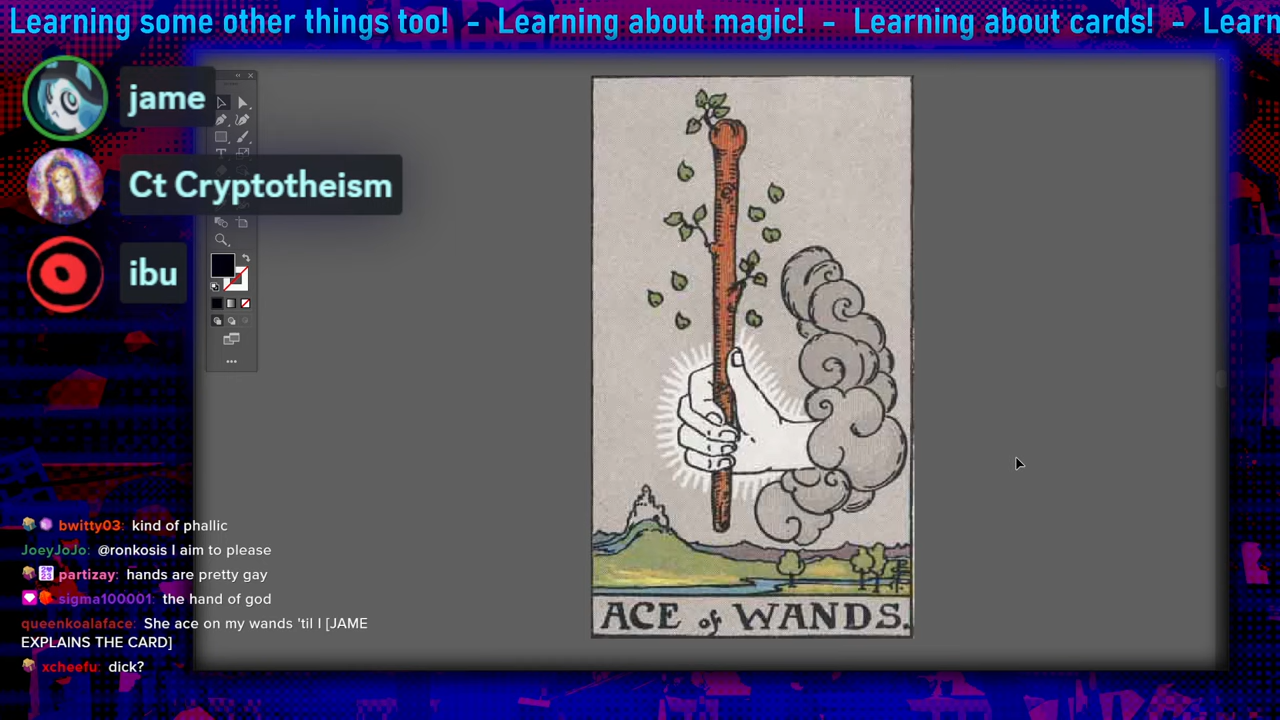 Learning some other things too! - Learning about magic! - Learning about cards! - Learn
jame
Ct Cryptotheism
ibu
ACE of WANDS.
bwitty03: kind of phallic
JoeyJoJo: @ronkosis I aim to please
partizay: hands are pretty gay
sigma100001: the hand of god
queenkoalaface: She ace on my wands 'til I [JAME
EXPLAINS THE CARD]
xcheefu: dick?